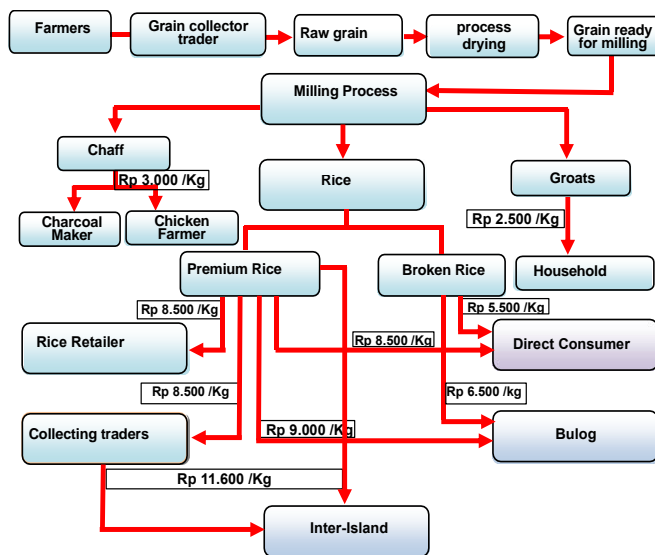 Farmers
Grain collector
trader
Raw grain
process
drying
Grain ready
for milling
Milling Process
Chaff
Rp 3.000 /Kg
Rice
Groats
Charcoal
Maker
Chicken
Farmer
Rp 2.500 /Kg
Premium Rice
Broken Rice
Household
Rp 8.500 /Kg
Rp 5.500 /Kg
Rice Retailer
Rp 8.500 /Kg
Direct Consumer
Rp 8.500 /Kg
Rp 6.500 /kg
Collecting traders
Rp 9.000 /Kg
Bulog
Rp 11.600 /Kg
Inter-Island